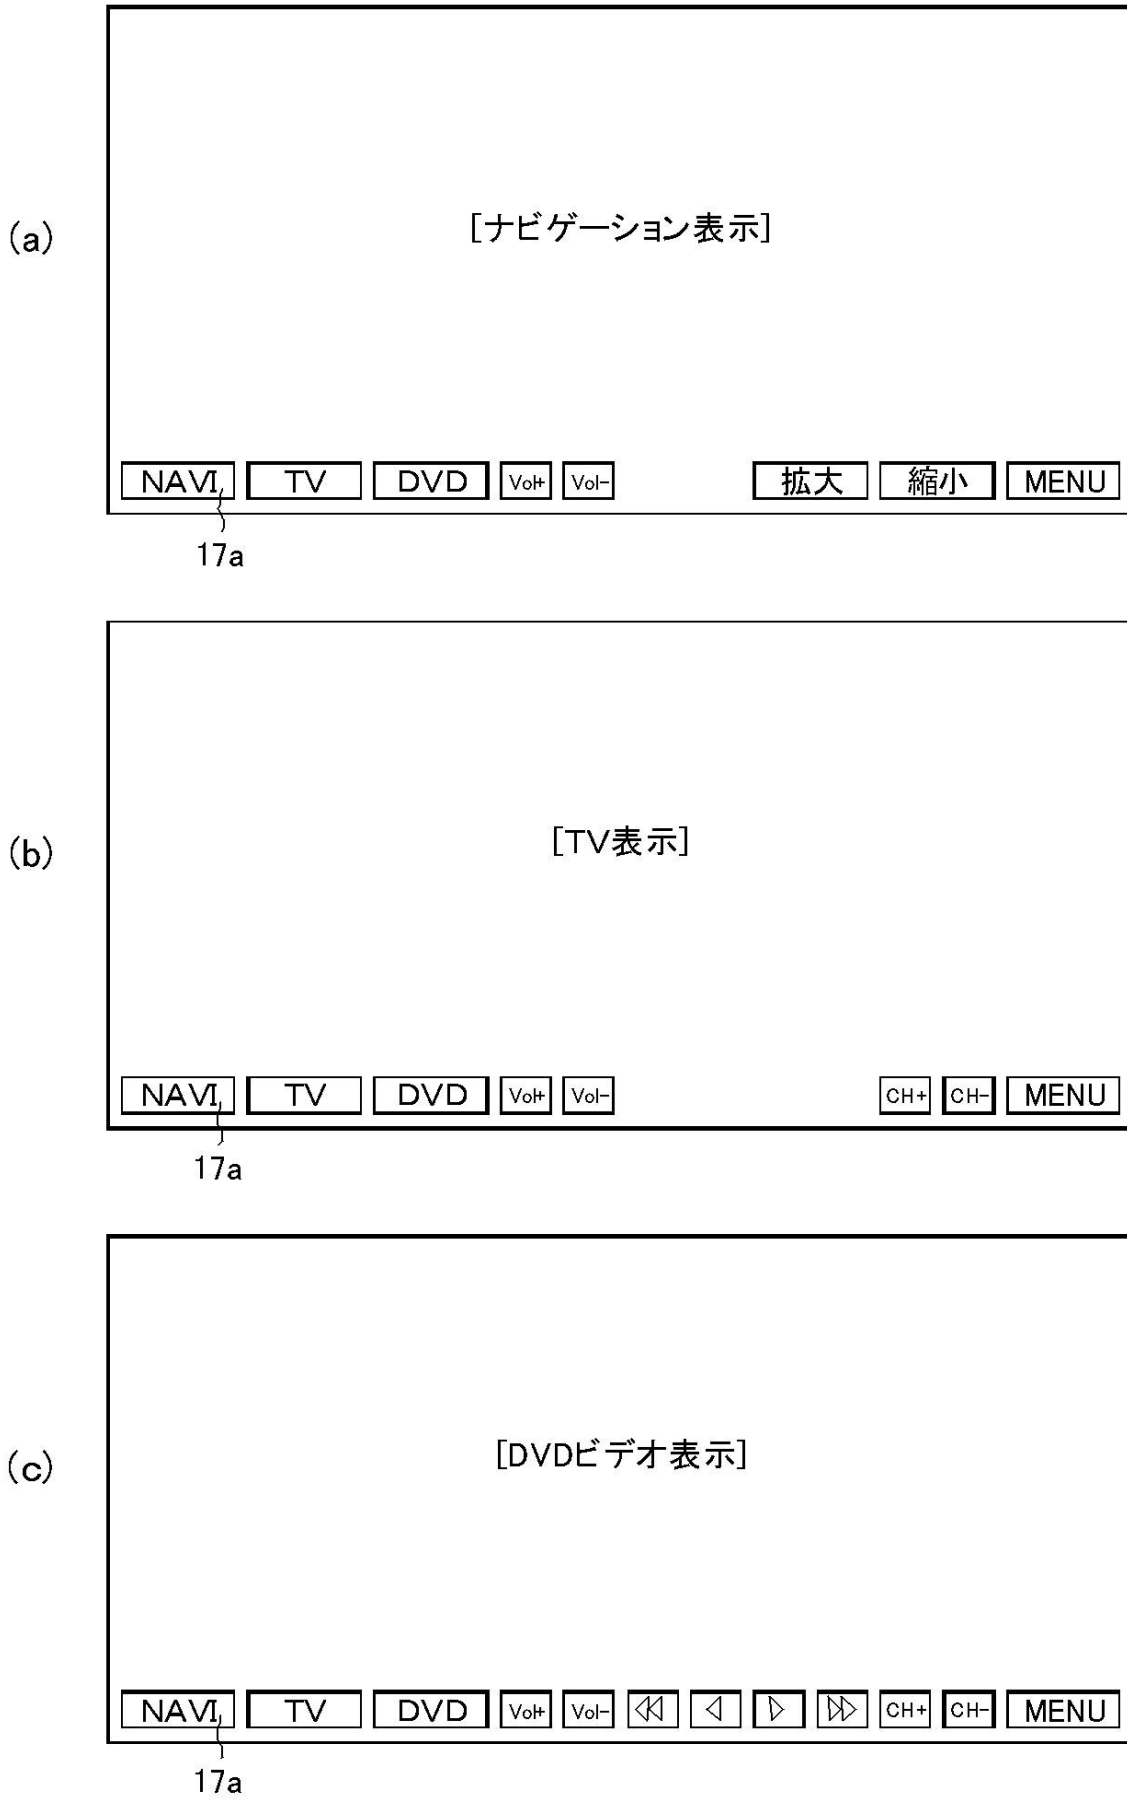 (a)
[ナビゲーション表示]
NAVI TV DVD Vol+ Vol- 拡大 縮小 MENU
17a
(b)
[TV表示]
NAVI TV DVD Vol+ Vol- CH+ CH- MENU
17a
(c)
[DVDビデオ表示]
NAVI TV DVD Vol+ Vol- CH+ CH- MENU
17a